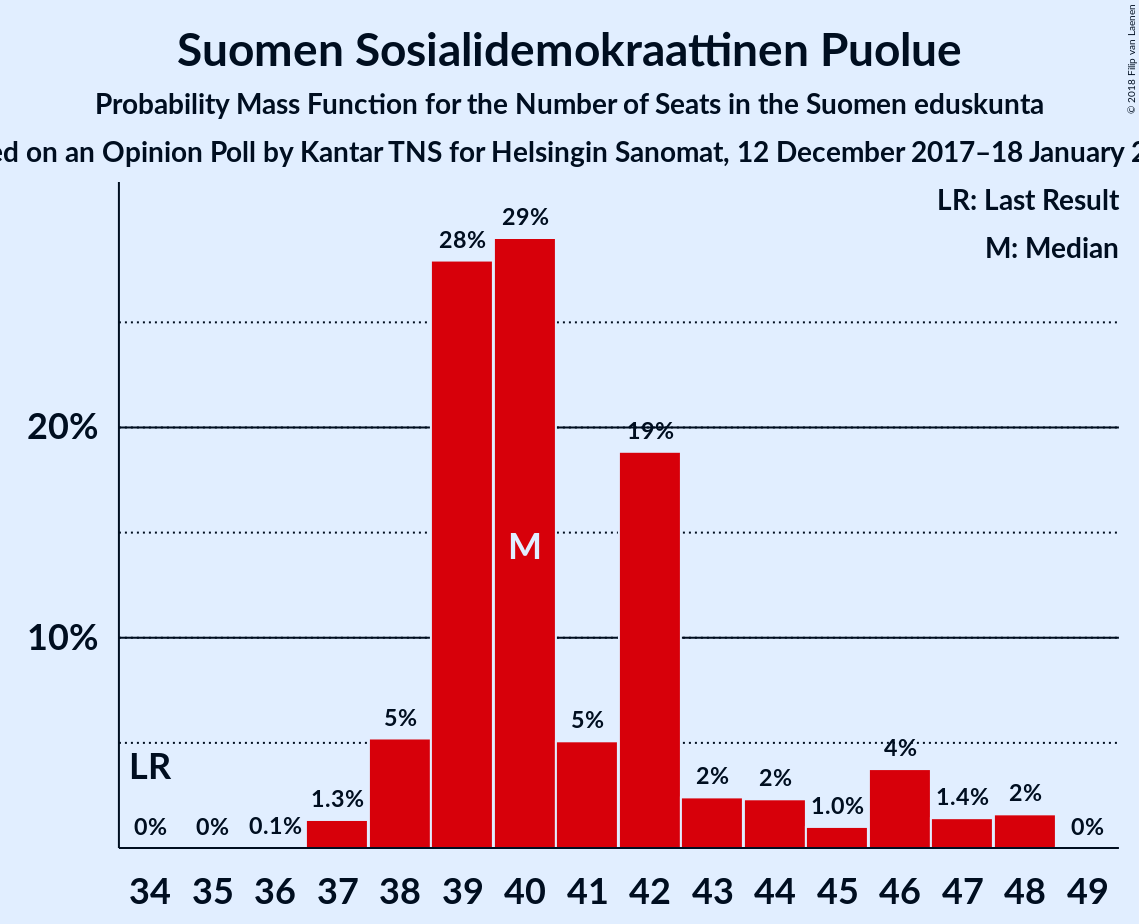 Suomen Sosialidemokraattinen Puolue
Probability Mass Function for the Number of Seats in the Suomen eduskunta
on an Opinion Poll by Kantar TNS for Helsingin Sanomat, 12 December 2017–18 January
© 2018 Filip van Laenen
LR: Last Result
M: Median
29%
28%
20%
19%
M
10%
5%
5%
LR
4%
2%
2%
1.3%
1.0%
1.4%
2%
0%
0%
0.1%
0%
34 35 36 37 38 39 40 41 42 43 44 45 46 47 48 49